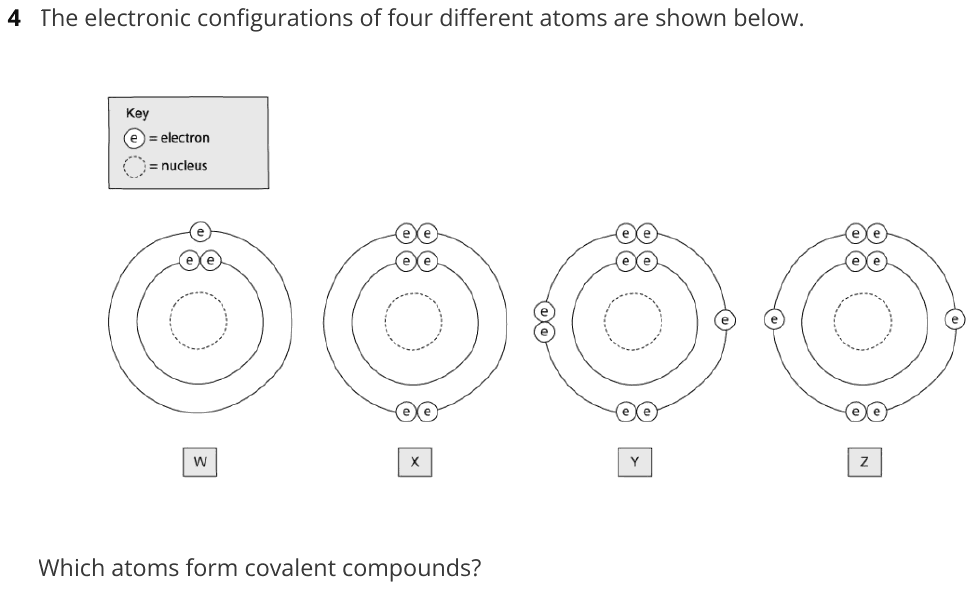 4 The electronic configurations of four different atoms are shown below.
Key
e = electron
= nucleus
e e e e e e e
e e e e e e e e
e e e e e
e
e e e e e e
W X Y Z
Which atoms form covalent compounds?